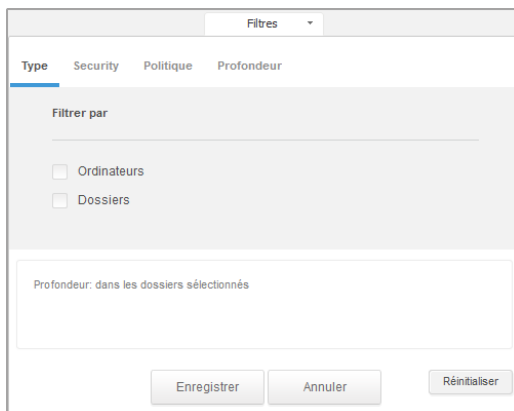 Filtres
Type Security Politique Profondeur
Filtrer par
Ordinateurs
Dossiers
Profondeur: dans les dossiers sélectionnés
Enregistrer Annuler Réinitialiser